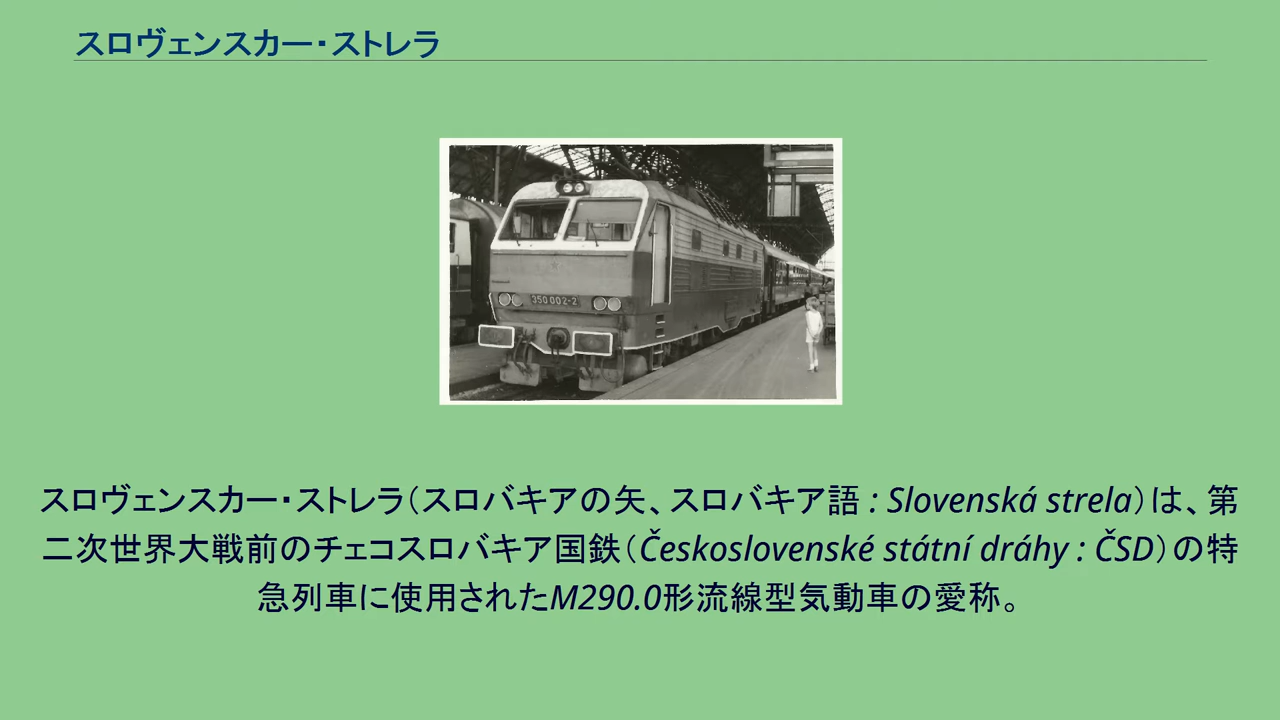 スロヴェンスカー・ストレラ
350 002-2
スロヴェンスカー・ストレラ（スロバキアの矢、スロバキア語 : Slovenská strela）は、第
二次世界大戦前のチェコスロバキア国鉄（Československé státní dráhy : ČSD）の特
急列車に使用されたM290.0形流線型気動車の愛称。